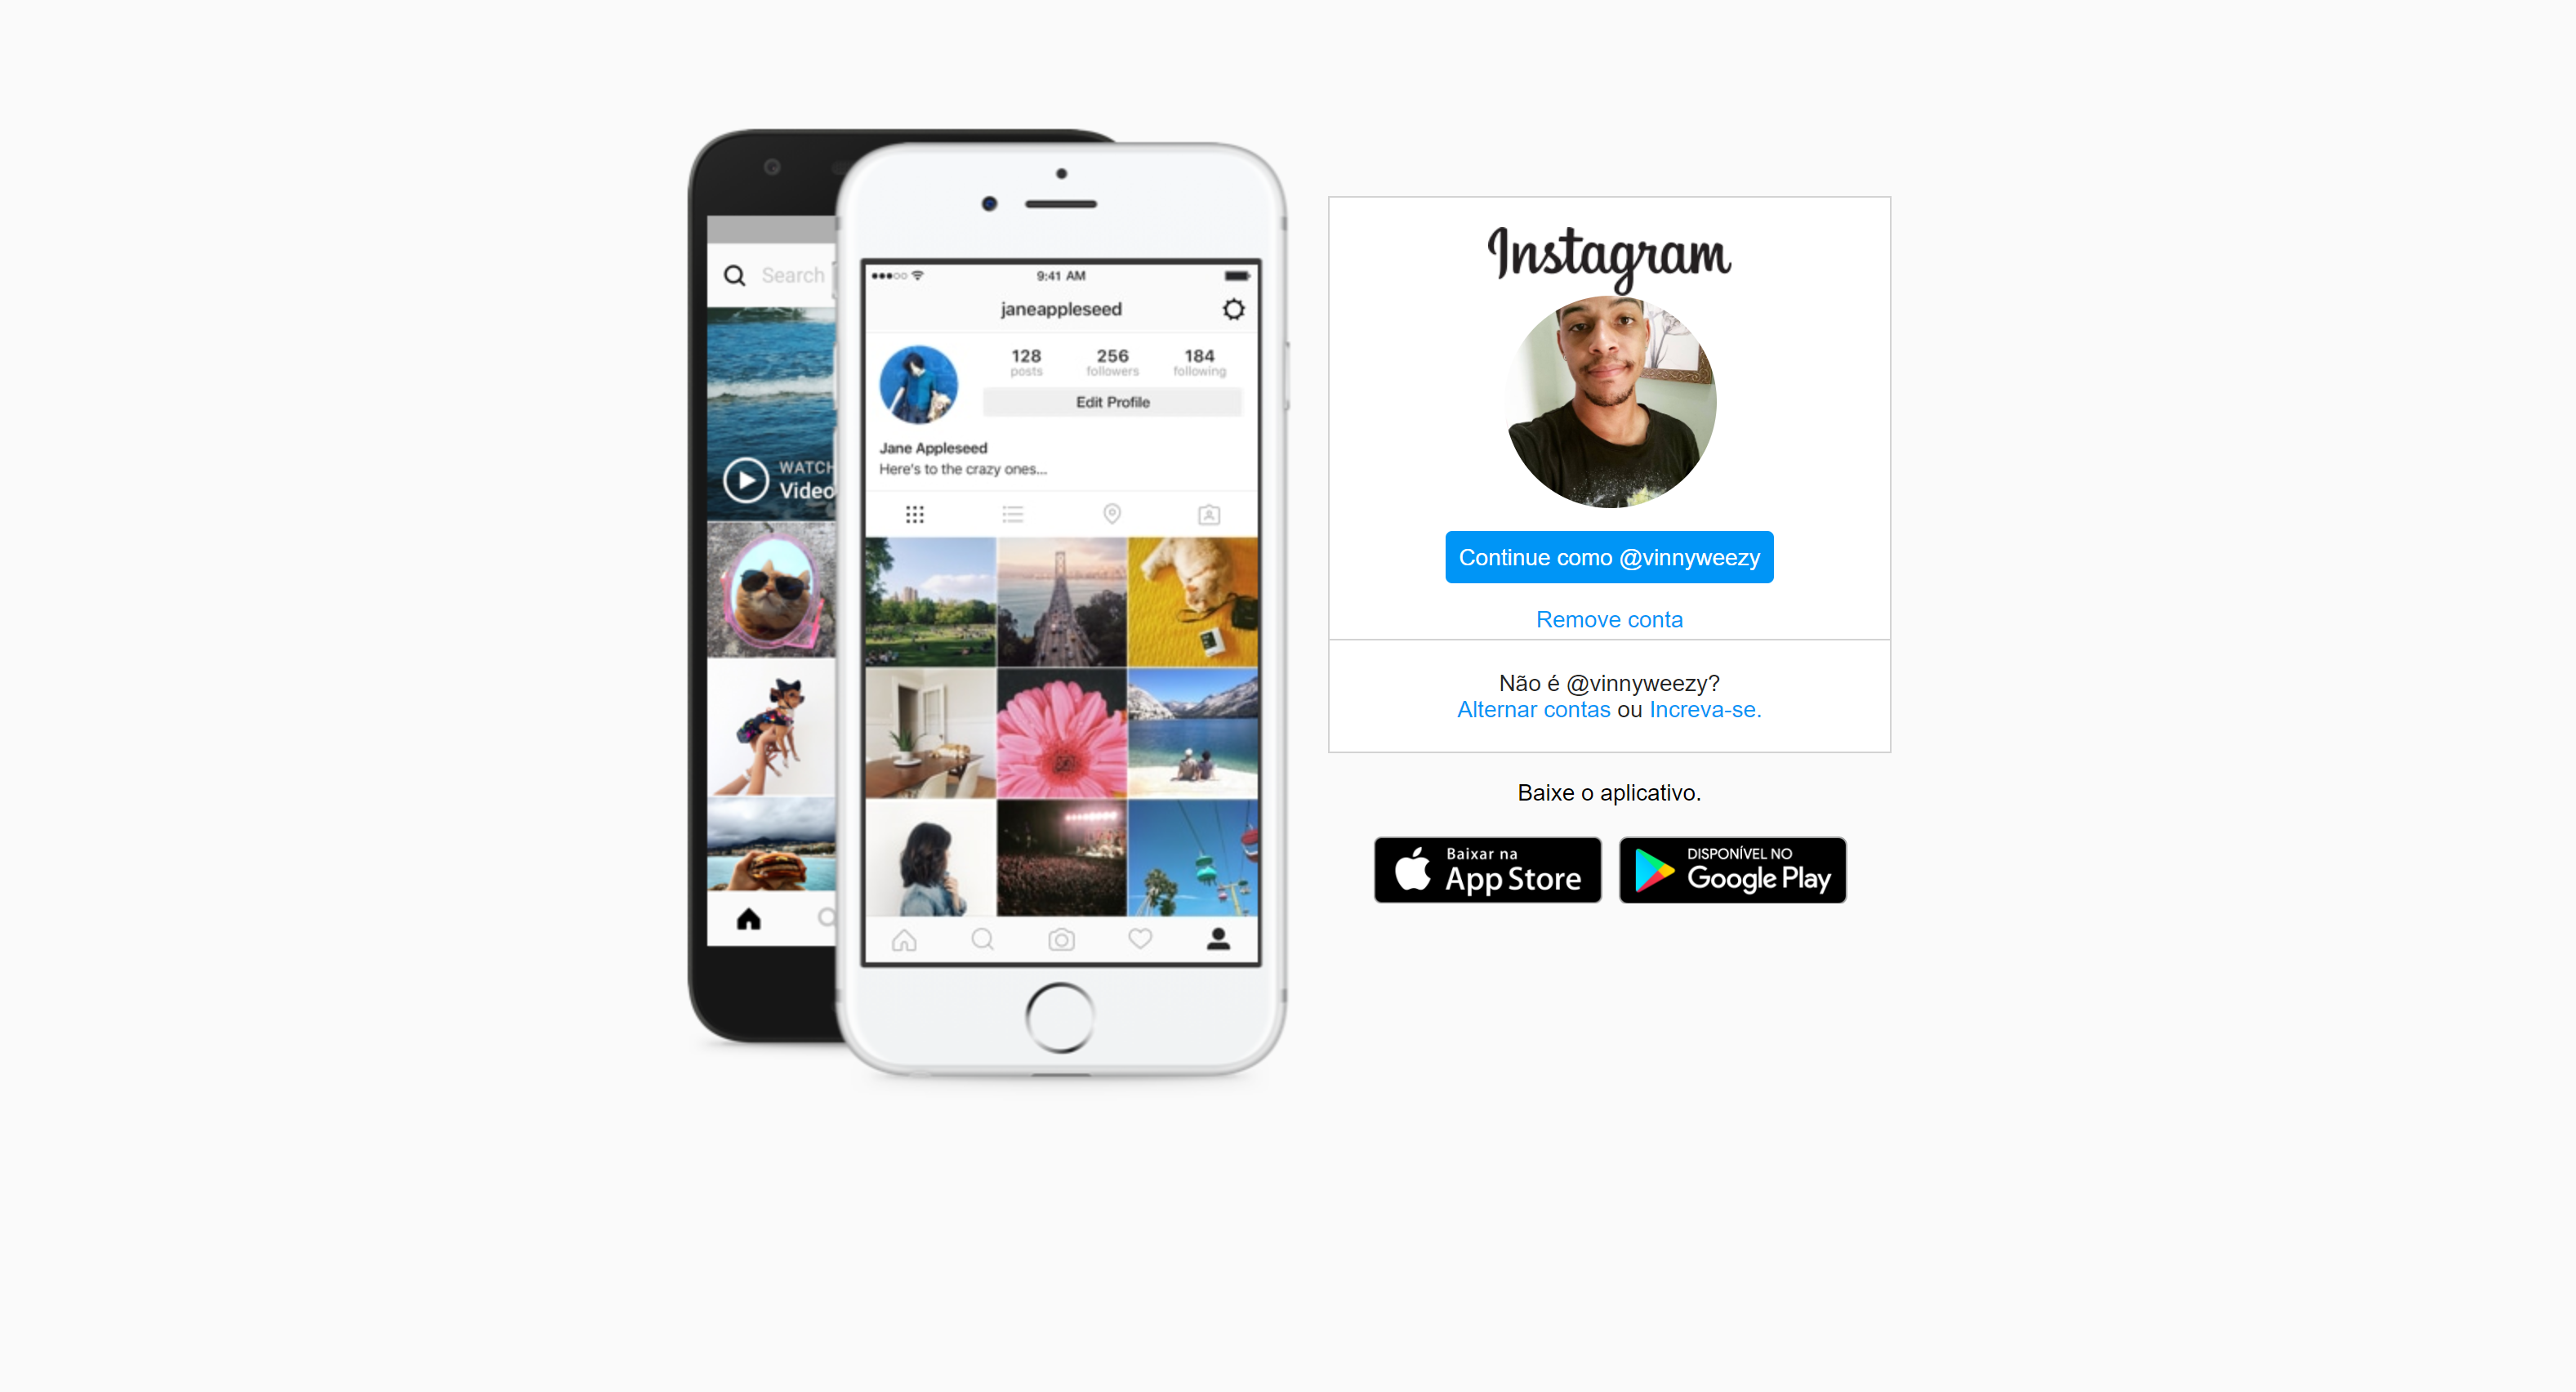 Search
WATCH
Video
9:41 AM
janeappleseed
128 256 184
posts followers following
Edit Profile
Jane Appleseed
Here's to the crazy ones...
Instagram
Continue como @vinnyweezy
Remove conta
Não é @vinnyweezy?
Alternar contas ou Increva-se.
Baixe o aplicativo.
Baixar na
App Store
DISPONÍVEL NO
Google Play